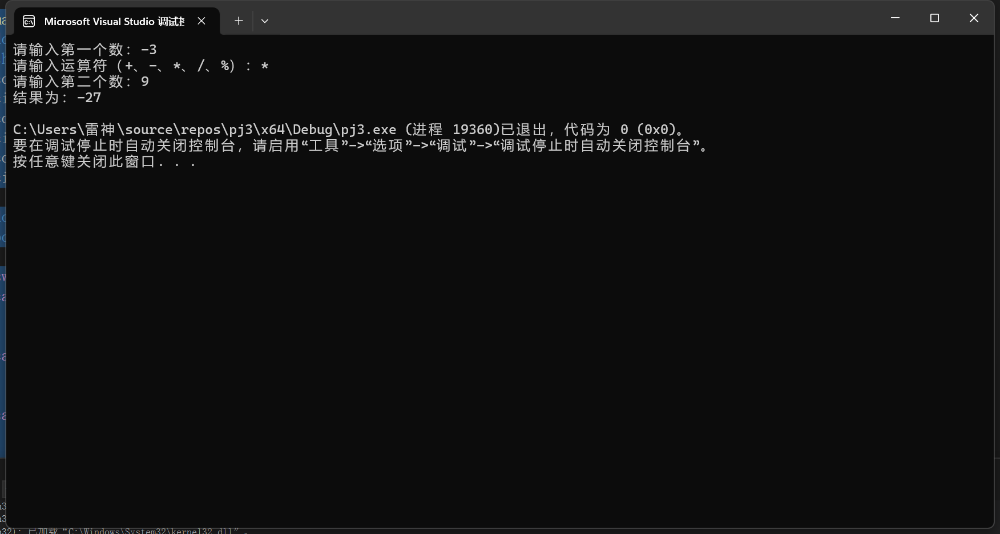 Microsoft Visual Studio 调试
请输入第一个数: -3
请输入运算符（+、-、*、/、%）: *
请输入第二个数: 9
结果为: -27
C:\Users\雷神\source\repos\pj3\x64\Debug\pj3.exe (进程 19360)已退出，代码为 0 (0x0)。
要在调试停止时自动关闭控制台，请启用“工具”->“选项”->“调试”->“调试停止时自动关闭控制台”。
按任意键关闭此窗口. . .
32): 已加载 “C:\Windows\System32\kernel32.dll”。